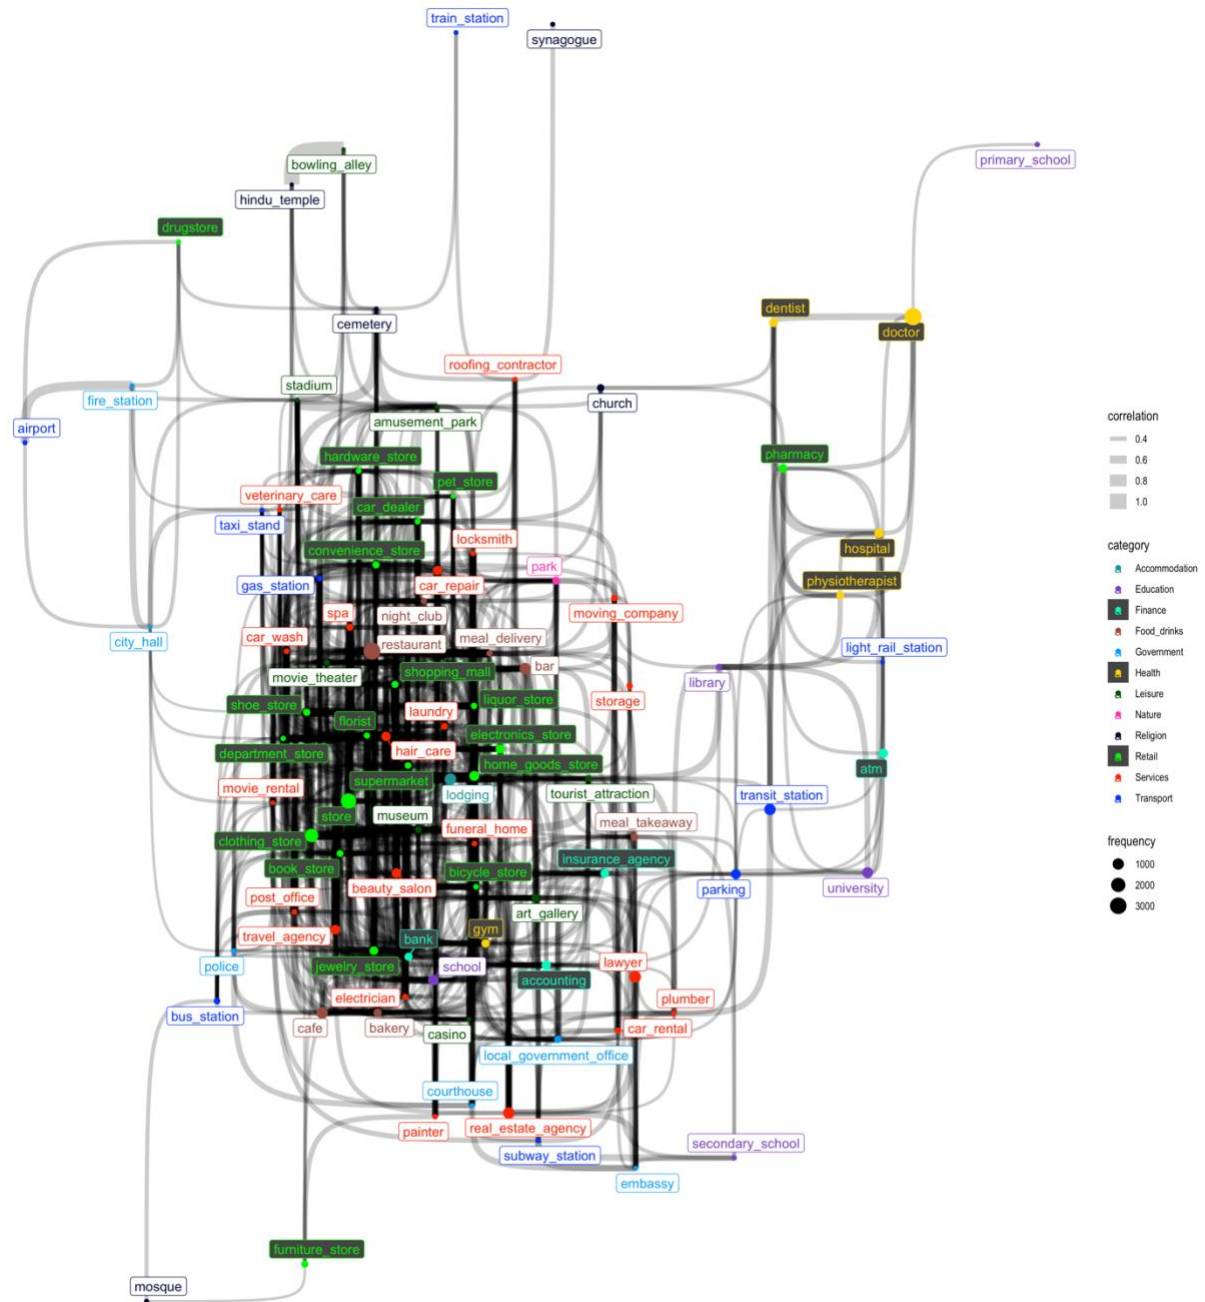 train_station
synagogue
primary_school
bowling_alley
hindu_temple
drugstore
dentist
cemetery
doctor
roofing_contractor
stadium
fire_station
church
correlation
amusement_park
airport
0.4
hardware_store
pharmacy
0.6
pet_store
0.8
veterinary_care
car_dealer
1.0
taxi_stand
locksmith
convenience_store
hospital
category
park
gas_station
car_repair
physiotherapist
Accommodation
Education
spa
night_club
moving_company
Finance
car_wash
restaurant
meal_delivery
Food_drinks
city_hall
light_rail_station
Government
movie_theater
shopping_mall
bar
Health
library
shoe_store
liquor_store
storage
Leisure
florist
laundry
Nature
electronics_store
Religion
department_store
hair_care
Retail
home_goods_store
atm
Services
supermarket
movie_rental
lodging
tourist_attraction
transit_station
Transport
store
museum
meal_takeaway
clothing_store
funeral_home
frequency
insurance_agency
1000
book_store
bicycle_store
beauty_salon
parking
university
2000
post_office
art_gallery
3000
gym
travel_agency
bank
police
jewelry_store
school
lawyer
accounting
electrician
plumber
bus_station
cafe
bakery
casino
car_rental
local_government_office
courthouse
painter
real_estate_agency
secondary_school
subway_station
embassy
furniture_store
mosque